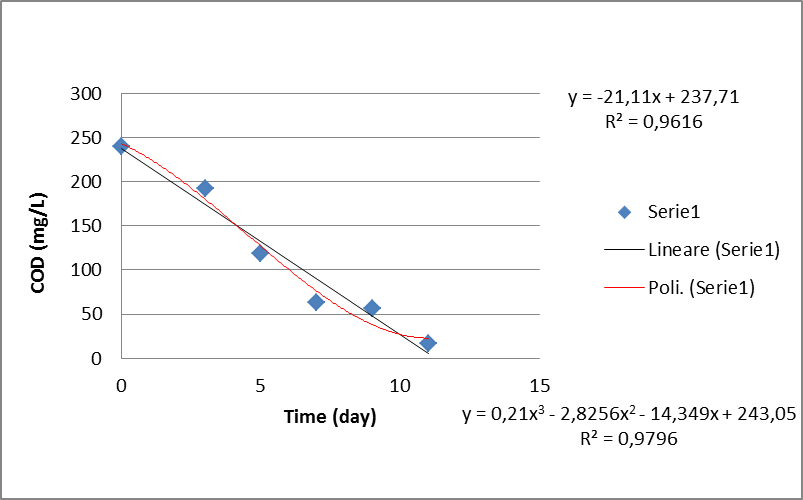 y = -21,11x + 237,71
R² = 0,9616
300
250
200
150
100
50
0
COD (mg/L)
0 5 10 15
Time (day)
Serie1
Lineare (Serie1)
Poli. (Serie1)
y = 0,21x³ - 2,8256x² - 14,349x + 243,05
R² = 0,9796